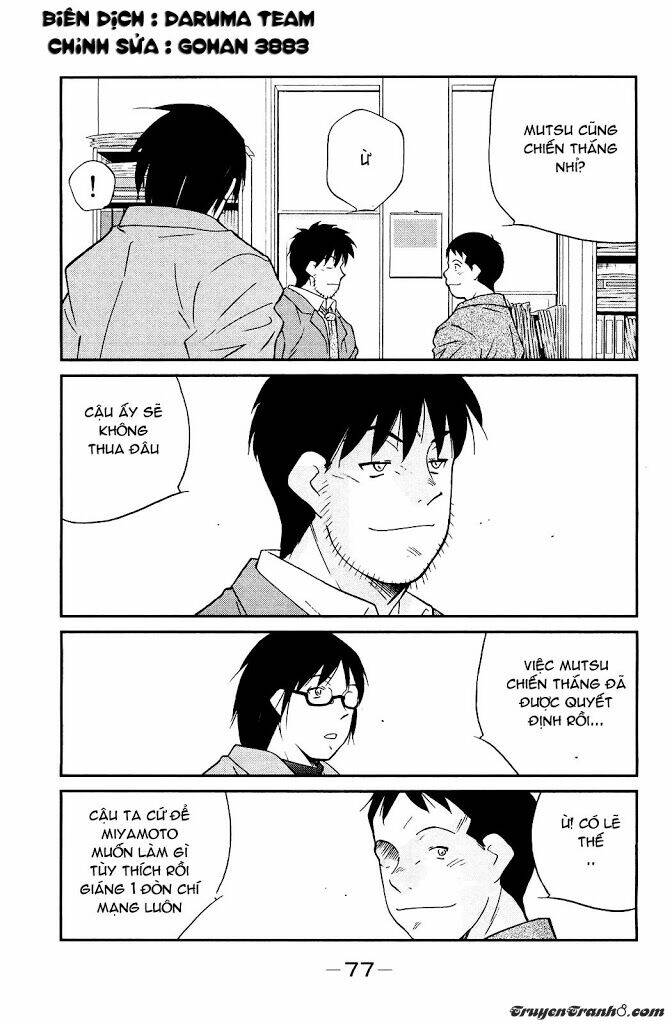 BIÊN DỊCH : DARUMA TEAM
CHỈNH SỬA : GOHAN 3883
MUTSU CŨNG
CHIẾN THẮNG
NHỈ?
Ừ
!
CẬU ẤY SẼ
KHÔNG
THUA ĐÂU
VIỆC MUTSU
CHIẾN THẮNG ĐÃ
ĐƯỢC QUYẾT
ĐỊNH RỒI...
Ừ! CÓ LẼ
THẾ
..
CẬU TA CỨ ĐỂ
MIYAMOTO
MUỐN LÀM GÌ
TÙY THÍCH RỒI
GIÁNG 1 ĐÒN CHÍ
MẠNG LUÔN
-77-
TruyenTranh8.com